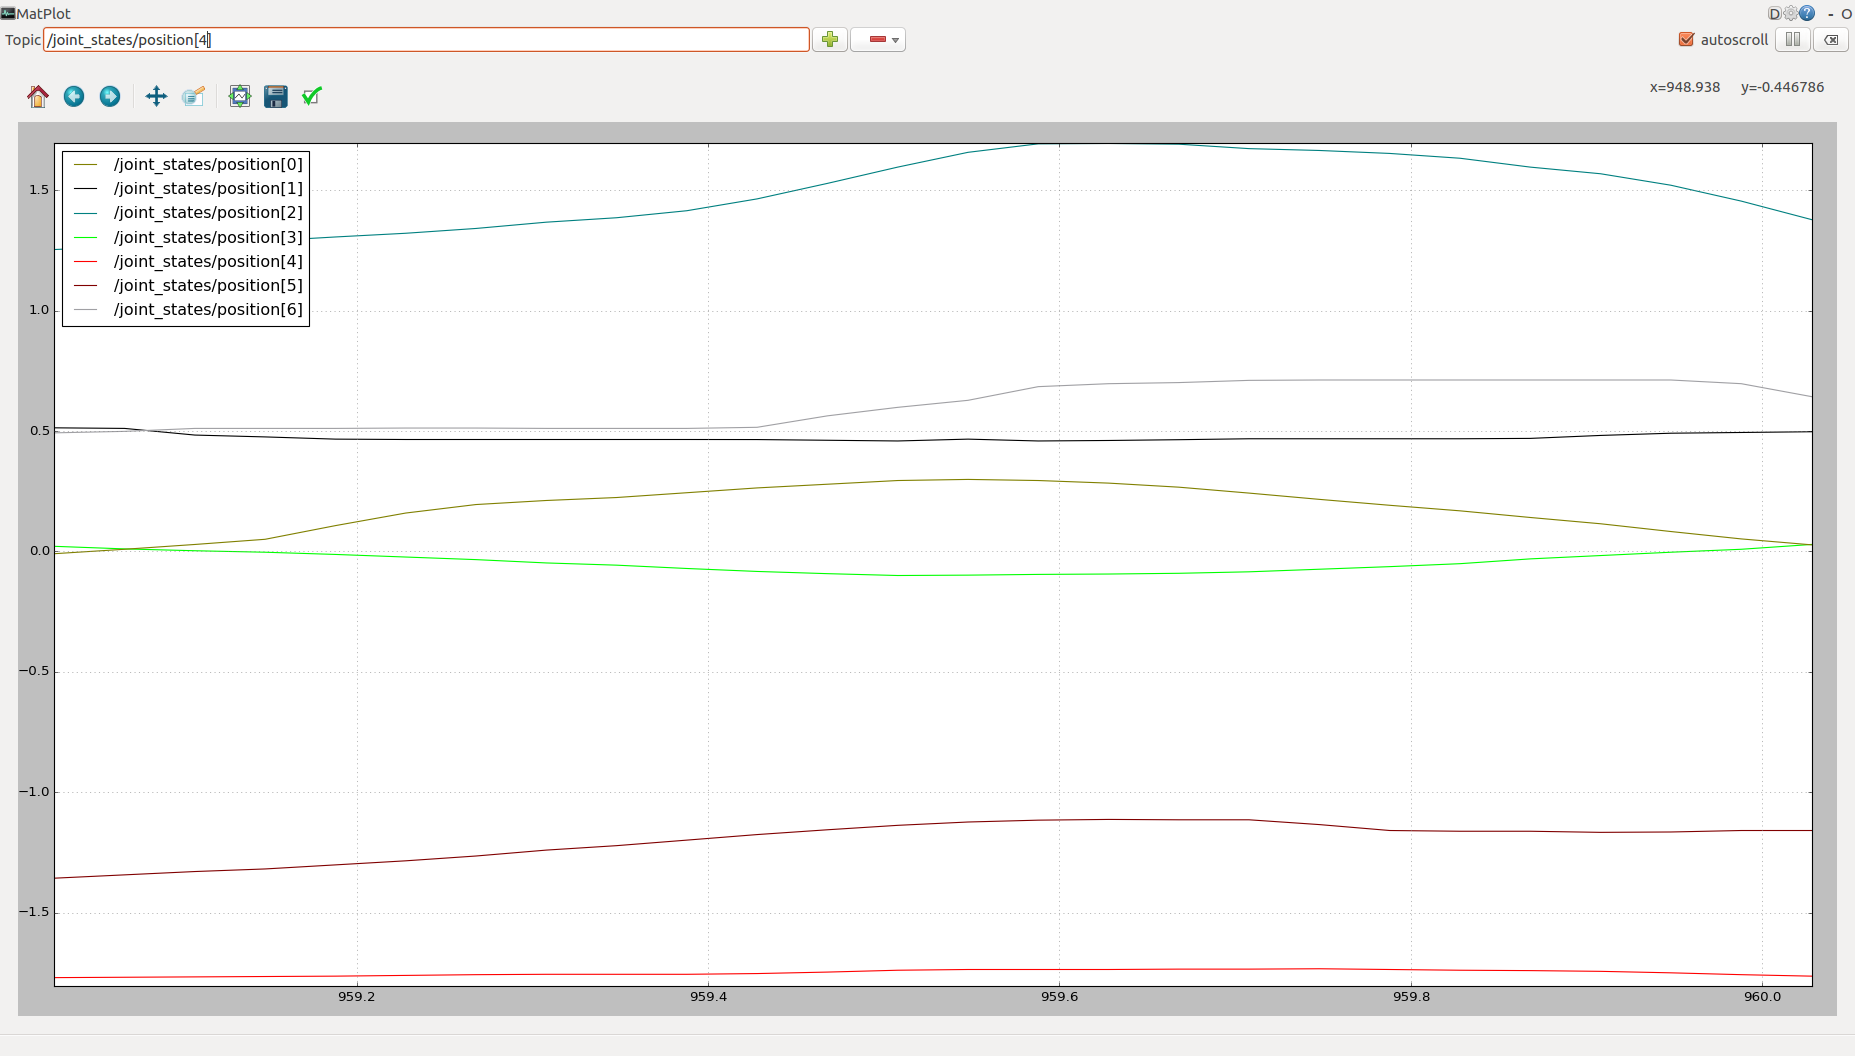 MatPlot
D ? - O
Topic /joint_states/position[4] autoscroll
x=948.938 y=-0.446786
/joint_states/position[0]
/joint_states/position[1]
/joint_states/position[2]
/joint_states/position[3]
/joint_states/position[4]
/joint_states/position[5]
/joint_states/position[6]
1.5
1.0
0.5
0.0
−0.5
−1.0
−1.5
959.2 959.4 959.6 959.8 960.0